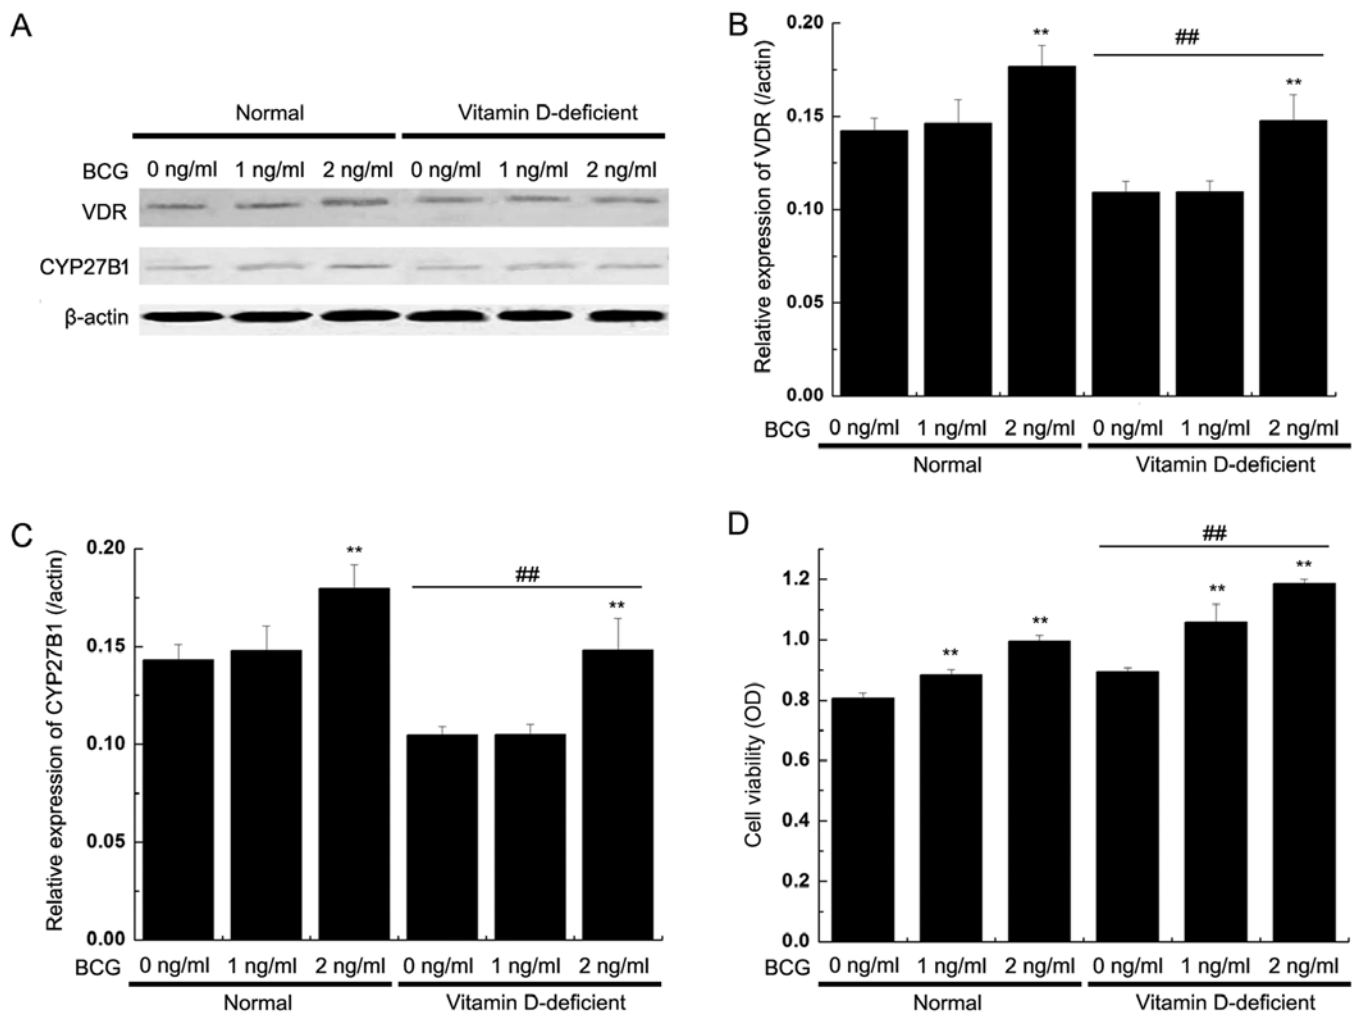 A
Normal Vitamin D-deficient
BCG 0 ng/ml 1 ng/ml 2 ng/ml 0 ng/ml 1 ng/ml 2 ng/ml
VDR
CYP27B1
β-actin
B
Relative expression of VDR (/actin)
0.20
0.15
0.10
0.05
0.00
**
##
**
BCG 0 ng/ml 1 ng/ml 2 ng/ml 0 ng/ml 1 ng/ml 2 ng/ml
Normal Vitamin D-deficient
C
Relative expression of CYP27B1 (/actin)
0.20
0.15
0.10
0.05
0.00
**
##
**
BCG 0 ng/ml 1 ng/ml 2 ng/ml 0 ng/ml 1 ng/ml 2 ng/ml
Normal Vitamin D-deficient
D
Cell viability (OD)
1.2
1.0
0.8
0.6
0.4
0.2
0.0
##
** ** ** **
BCG 0 ng/ml 1 ng/ml 2 ng/ml 0 ng/ml 1 ng/ml 2 ng/ml
Normal Vitamin D-deficient